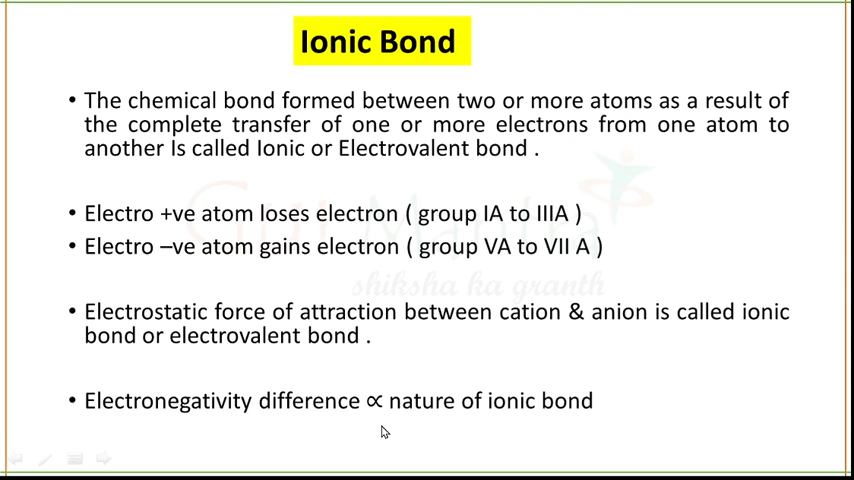 Ionic Bond
• The chemical bond formed between two or more atoms as a result of
the complete transfer of one or more electrons from one atom to
another Is called Ionic or Electrovalent bond .
• Electro +ve atom loses electron ( group IA to IIIA )
• Electro –ve atom gains electron ( group VA to VII A )
shiksha ka granth
• Electrostatic force of attraction between cation & anion is called ionic
bond or electrovalent bond .
• Electronegativity difference ∝ nature of ionic bond